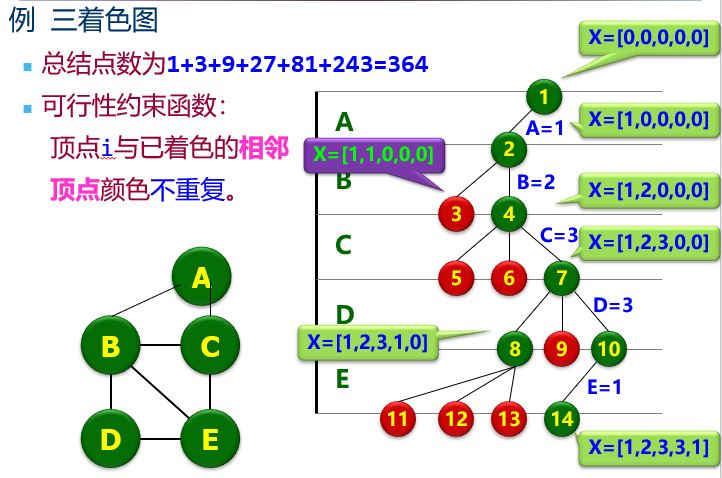 例 三着色图
总结点数为1+3+9+27+81+243=364
可行性约束函数：
顶点i与已着色的相邻
顶点颜色不重复。
X=[0,0,0,0,0]
1
A
A=1
X=[1,0,0,0,0]
2
X=[1,1,0,0,0]
B
B=2
X=[1,2,0,0,0]
3
4
C
C=3
X=[1,2,3,0,0]
5
6
7
D
D=3
X=[1,2,3,1,0]
8
9
10
E
E=1
11
12
13
14
X=[1,2,3,3,1]
A
B
C
D
E